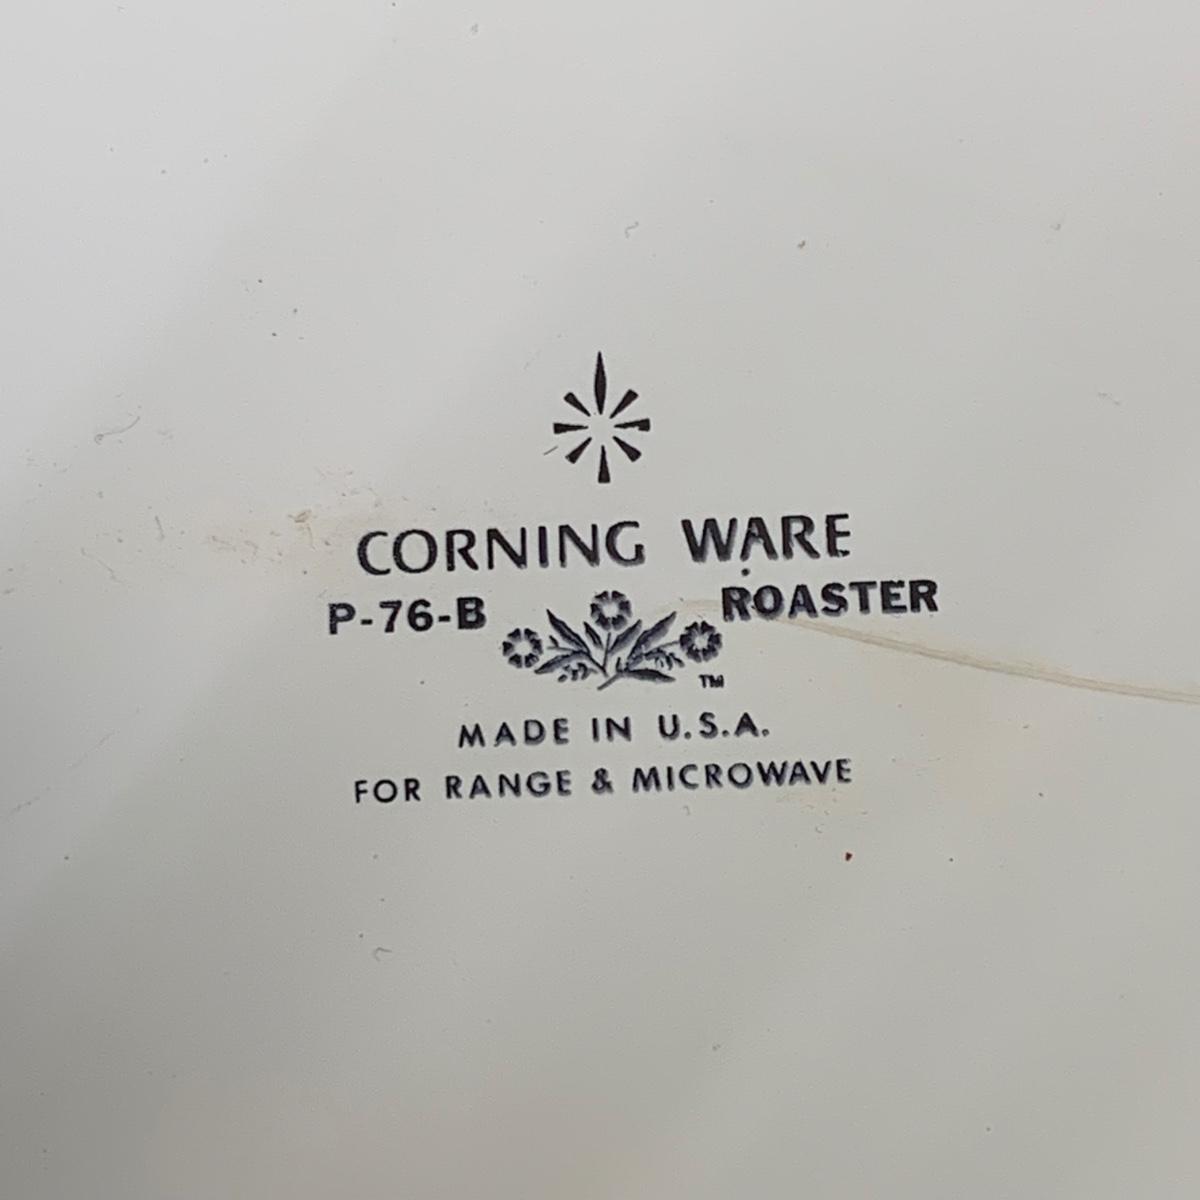 CORNING WARE
P-76-B ROASTER
TM
MADE IN U.S.A.
FOR RANGE & MICROWAVE